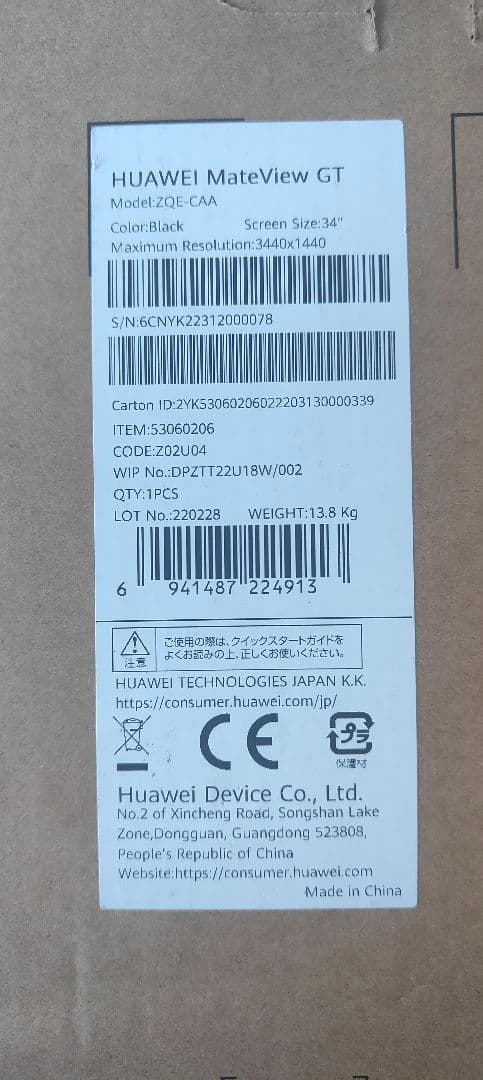 HUAWEI MateView GT
Model:ZQE-CAA
Color:Black Screen Size:34"
Maximum Resolution:3440x1440
S/N:6CNYK22312000078
Carton ID:2YK53060206022203130000339
ITEM:53060206
CODE:Z02U04
WIP No.:DPZTT22U18W/002
QTY:1PCS
LOT No.:220228 WEIGHT:13.8 Kg
6 941487 224913
注意
ご使用の際は、クイックスタートガイドを
よくお読みの上、正しくお使いください。
HUAWEI TECHNOLOGIES JAPAN K.K.
https://consumer.huawei.com/jp/
CE
プラ
保護材
Huawei Device Co., Ltd.
No.2 of Xincheng Road, Songshan Lake
Zone,Dongguan, Guangdong 523808,
People's Republic of China
Website:https://consumer.huawei.com
Made in China